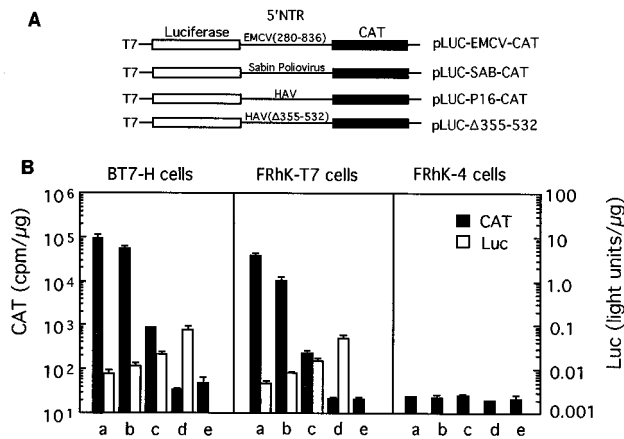 A
5'NTR
Luciferase EMCV(280-836) CAT
T7 pLUC-EMCV-CAT
Sabin Poliovirus
T7 pLUC-SAB-CAT
HAV
T7 pLUC-P16-CAT
HAV(Δ355-532)
T7 pLUC-Δ355-532
B
BT7-H cells FRhK-T7 cells FRhK-4 cells
CAT (cpm/µg)
10⁶
10⁵
10⁴
10³
10²
10¹
CAT
Luc
100
10
1.0
0.1
0.01
0.001
Luc (light units/µg)
a b c d e a b c d e a b c d e